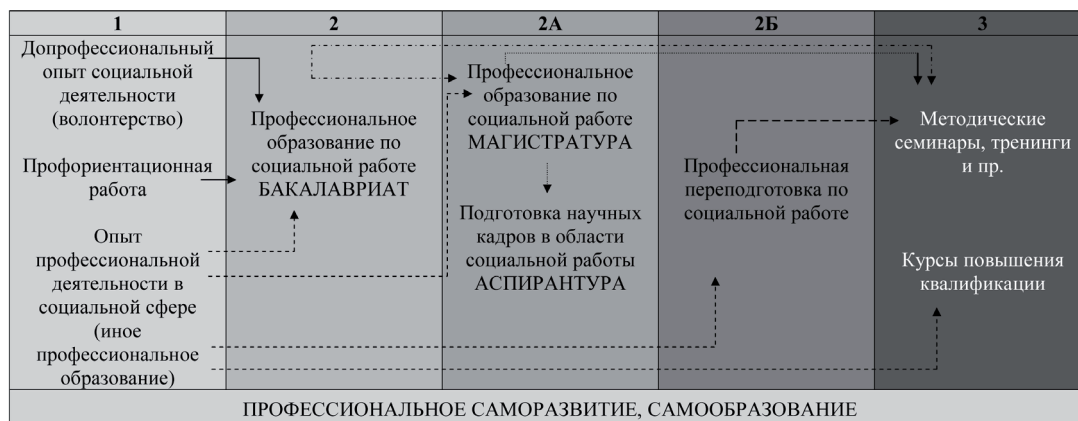 1
Допрофессиональный
опыт социальной
деятельности
(волонтерство)
Профориентационная
работа
Опыт
профессиональной
деятельности в
социальной сфере
(иное
профессиональное
образование)
2
Профессиональное
образование по
социальной работе
БАКАЛАВРИАТ
2А
Профессиональное
образование по
социальной работе
МАГИСТРАТУРА
Подготовка научных
кадров в области
социальной работы
АСПИРАНТУРА
2Б
Профессиональная
переподготовка по
социальной работе
3
Методические
семинары, тренинги
и пр.
Курсы повышения
квалификации
ПРОФЕССИОНАЛЬНОЕ САМОРАЗВИТИЕ, САМООБРАЗОВАНИЕ